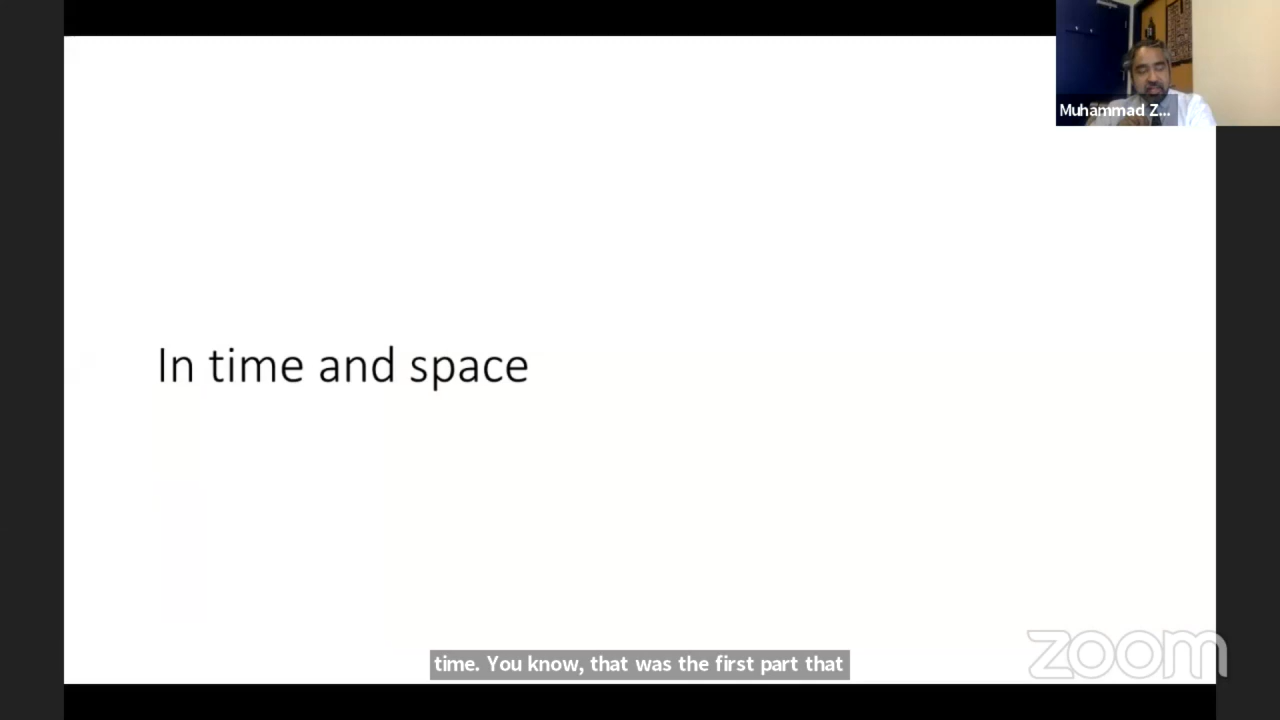 Muhammad Z...
In time and space
time. You know, that was the first part that
zoom